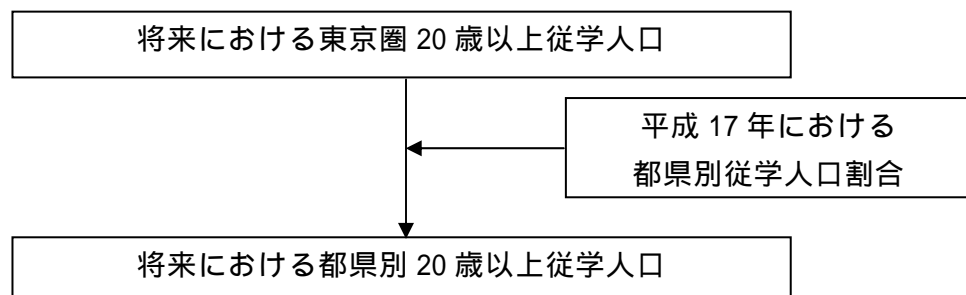 将来における東京圏 20 歳以上従学人口
平成 17 年における
都県別従学人口割合
将来における都県別 20 歳以上従学人口